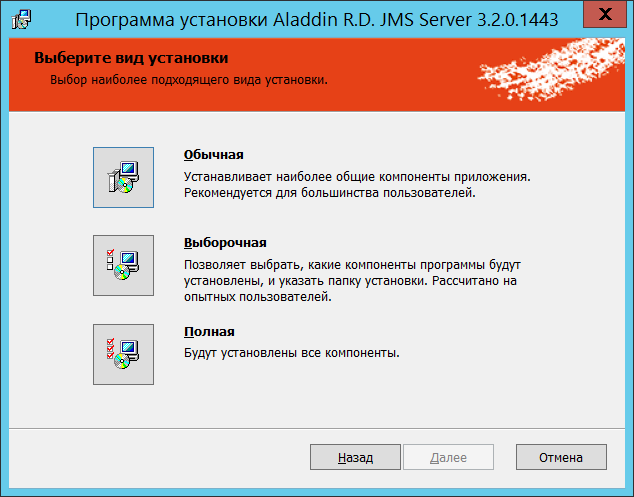 Программа установки Aladdin R.D. JMS Server 3.2.0.1443
X
Выберите вид установки
Выбор наиболее подходящего вида установки.
Обычная
Устанавливает наиболее общие компоненты приложения.
Рекомендуется для большинства пользователей.
Выборочная
Позволяет выбрать, какие компоненты программы будут
установлены, и указать папку установки. Рассчитано на
опытных пользователей.
Полная
Будут установлены все компоненты.
Назад
Далее
Отмена